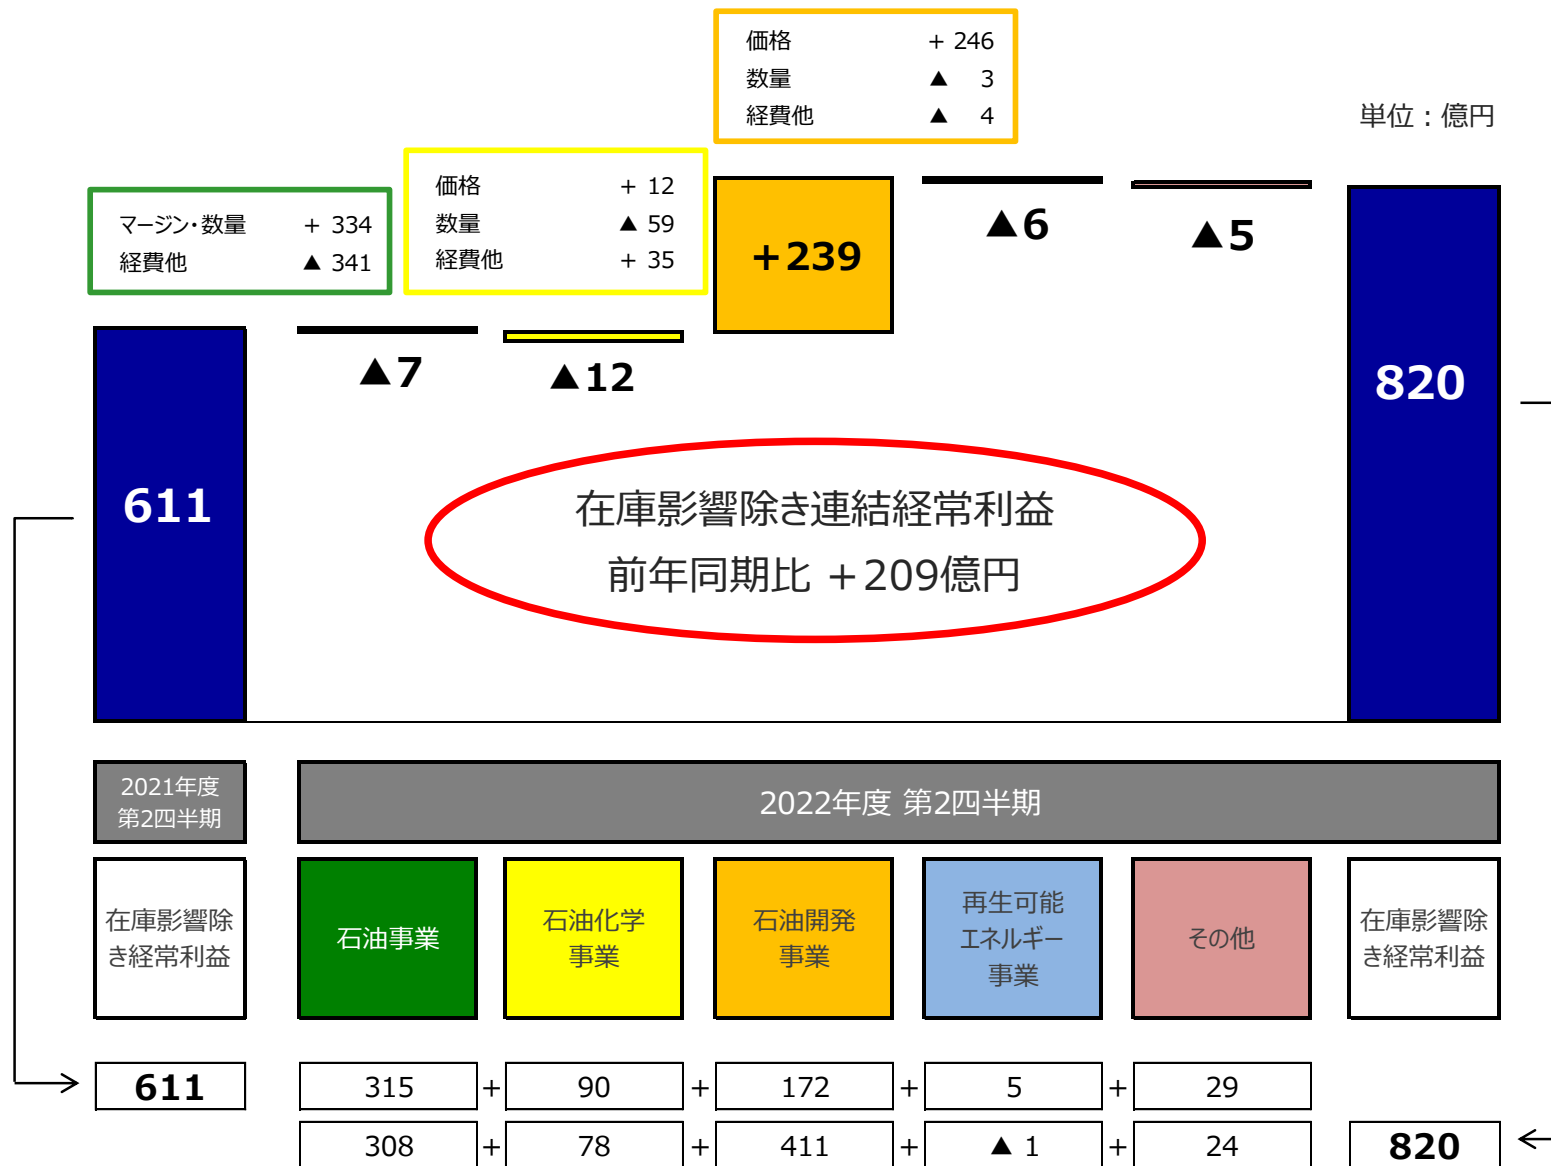 価格 + 246
数量 ▲ 3
経費他 ▲ 4
単位：億円
価格 + 12
数量 ▲ 59
経費他 + 35
マージン・数量 + 334
経費他 ▲ 341
+239
▲6
▲5
▲7
▲12
611
820
在庫影響除き連結経常利益
前年同期比 +209億円
2021年度
第2四半期
2022年度 第2四半期
在庫影響除
き経常利益
石油事業
石油化学
事業
石油開発
事業
再生可能
エネルギー
事業
その他
在庫影響除
き経常利益
611 315 + 90 + 172 + 5 + 29
308 + 78 + 411 + ▲ 1 + 24 820